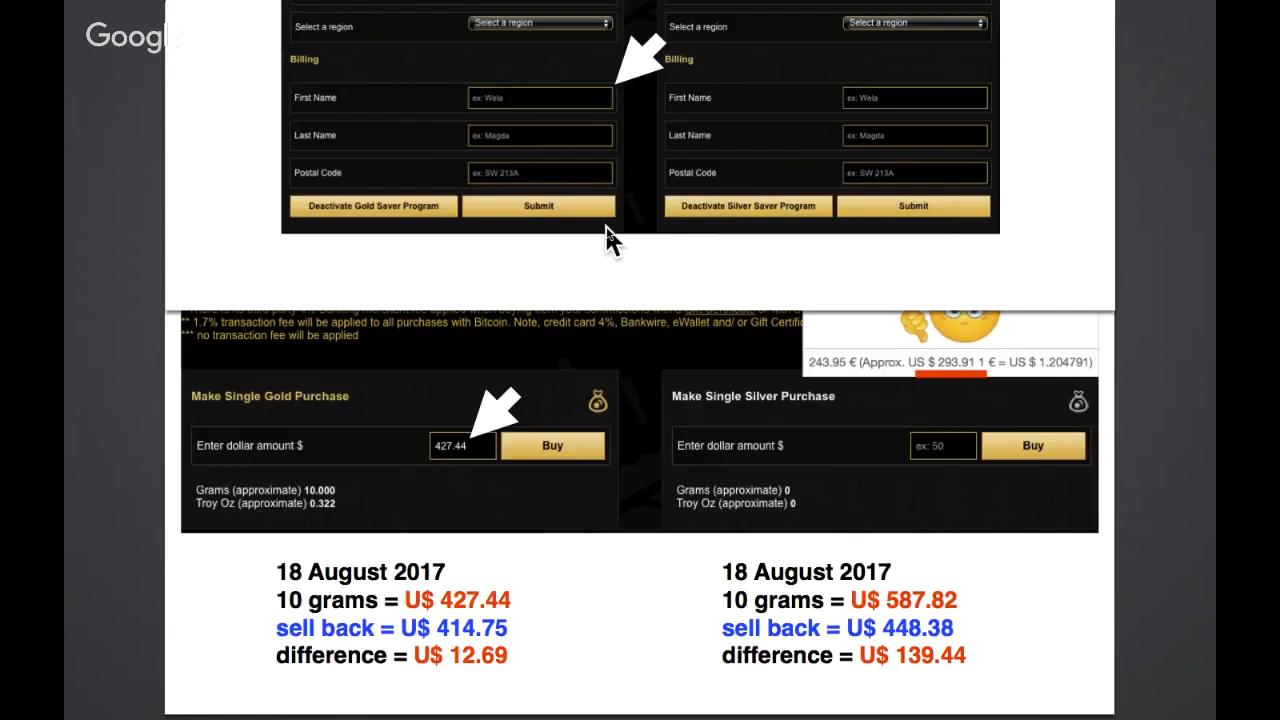 Google
Select a region
Select a region
Select a region
Select a region
Billing
Billing
First Name
ex: Wela
First Name
ex: Wela
Last Name
ex: Magda
Last Name
ex: Magda
Postal Code
ex: SW 213A
Postal Code
ex: SW 213A
Deactivate Gold Saver Program
Submit
Deactivate Silver Saver Program
Submit
** 1.7% transaction fee will be applied to all purchases with Bitcoin. Note, credit card 4%, Bankwire, eWallet and/ or Gift Certific
*** no transaction fee will be applied
243.95 € (Approx. US $ 293.91 1 € = US $ 1.204791)
Make Single Gold Purchase
Make Single Silver Purchase
Enter dollar amount $
427.44
Buy
Enter dollar amount $
ex: 50
Buy
Grams (approximate) 10.000
Troy Oz (approximate) 0.322
Grams (approximate) 0
Troy Oz (approximate) 0
18 August 2017
10 grams = U$ 427.44
sell back = U$ 414.75
difference = U$ 12.69
18 August 2017
10 grams = U$ 587.82
sell back = U$ 448.38
difference = U$ 139.44